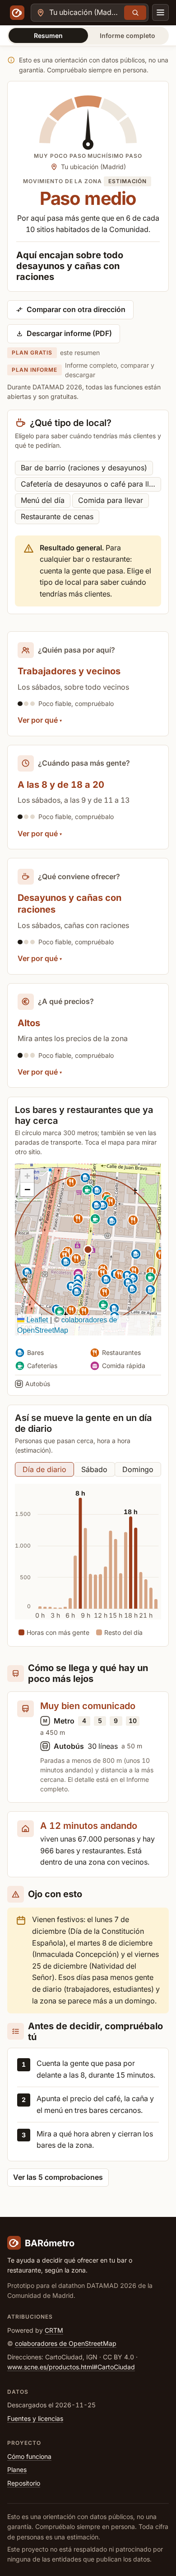 Tu ubicación (Mad...
Resumen
Informe completo
Esto es una orientación con datos públicos, no una
garantía. Compruébalo siempre en persona.
MUY POCO PASO
MUCHÍSIMO PASO
Tu ubicación (Madrid)
MOVIMIENTO DE LA ZONA
ESTIMACIÓN
Paso medio
Por aquí pasa más gente que en 6 de cada
10 sitios habitados de la Comunidad.
Aquí encajan sobre todo
desayunos y cañas con
raciones
Comparar con otra dirección
Descargar informe (PDF)
PLAN GRATIS
este resumen
PLAN INFORME
Informe completo, comparar y
descargar
Durante DATAMAD 2026, todas las funciones están
abiertas y son gratuitas.
¿Qué tipo de local?
Elígelo para saber cuándo tendrías más clientes y
qué te pedirían.
Bar de barrio (raciones y desayunos)
Cafetería de desayunos o café para ll...
Menú del día
Comida para llevar
Restaurante de cenas
Resultado general. Para
cualquier bar o restaurante:
cuenta la gente que pasa. Elige el
tipo de local para saber cuándo
tendrías más clientes.
¿Quién pasa por aquí?
Trabajadores y vecinos
Los sábados, sobre todo vecinos
Poco fiable, compruébalo
Ver por qué
¿Cuándo pasa más gente?
A las 8 y de 18 a 20
Los sábados, a las 9 y de 11 a 13
Poco fiable, compruébalo
Ver por qué
¿Qué conviene ofrecer?
Desayunos y cañas con
raciones
Los sábados, cañas con raciones
Poco fiable, compruébalo
Ver por qué
¿A qué precios?
Altos
Mira antes los precios de la zona
Poco fiable, compruébalo
Ver por qué
Los bares y restaurantes que ya
hay cerca
El círculo marca 300 metros; también se ven las
paradas de transporte. Toca el mapa para mirar
otro sitio.
+
−
Calle de Juan Bravo
Leaflet | © colaboradores de
OpenStreetMap
Bares
Restaurantes
Cafeterías
Comida rápida
Autobús
Así se mueve la gente en un día
de diario
Personas que pasan cerca, hora a hora
(estimación).
Día de diario
Sábado
Domingo
8 h
18 h
1.500
1.000
500
0
0 h 3 h 6 h 9 h 12 h 15 h 18 h 21 h
Horas con más gente
Resto del día
Cómo se llega y qué hay un
poco más lejos
Muy bien comunicado
M Metro 4 5 9 10
a 450 m
Autobús 30 líneas a 50 m
Paradas a menos de 800 m (unos 10
minutos andando) y distancia a la más
cercana. El detalle está en el Informe
completo.
A 12 minutos andando
viven unas 67.000 personas y hay
966 bares y restaurantes. Está
dentro de una zona con vecinos.
Ojo con esto
Vienen festivos: el lunes 7 de
diciembre (Día de la Constitución
Española), el martes 8 de diciembre
(Inmaculada Concepción) y el viernes
25 de diciembre (Natividad del
Señor). Esos días pasa menos gente
de diario (trabajadores, estudiantes) y
la zona se parece más a un domingo.
Antes de decidir, compruébalo
tú
1
Cuenta la gente que pasa por
delante a las 8, durante 15 minutos.
2
Apunta el precio del café, la caña y
el menú en tres bares cercanos.
3
Mira a qué hora abren y cierran los
bares de la zona.
Ver las 5 comprobaciones
BARómetro
Te ayuda a decidir qué ofrecer en tu bar o
restaurante, según la zona.
Prototipo para el datathon DATAMAD 2026 de la
Comunidad de Madrid.
ATRIBUCIONES
Powered by CRTM
© colaboradores de OpenStreetMap
Direcciones: CartoCiudad, IGN · CC BY 4.0 ·
www.scne.es/productos.html#CartoCiudad
DATOS
Descargados el 2026-11-25
Fuentes y licencias
PROYECTO
Cómo funciona
Planes
Repositorio
Esto es una orientación con datos públicos, no una
garantía. Compruébalo siempre en persona. Toda cifra
de personas es una estimación.
Este proyecto no está respaldado ni patrocinado por
ninguna de las entidades que publican los datos.